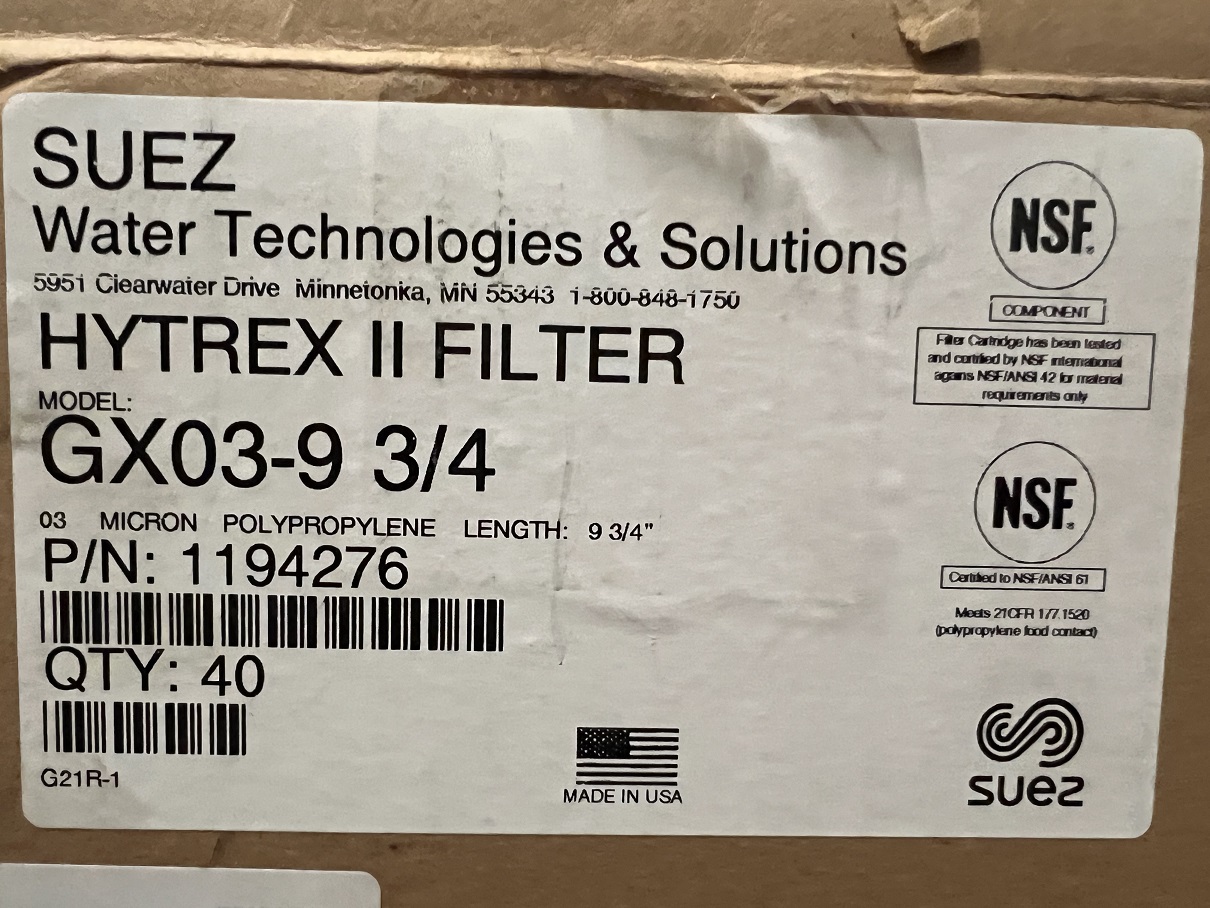 SUEZ
Water Technologies & Solutions
5951 Clearwater Drive Minnetonka, MN 55343 1-800-848-1750
HYTREX II FILTER
MODEL:
GX03-9 3/4
03 MICRON POLYPROPYLENE LENGTH: 9 3/4"
P/N: 1194276
QTY: 40
G21R-1
MADE IN USA
NSF®
COMPONENT
Filter Cartridge has been tested
and certified by NSF international
agains NSF/ANSI 42 for material
requirements only
NSF®
Certified to NSF/ANSI 61
Meets 21CFR 177.1520
(polypropylene food contact)
suez